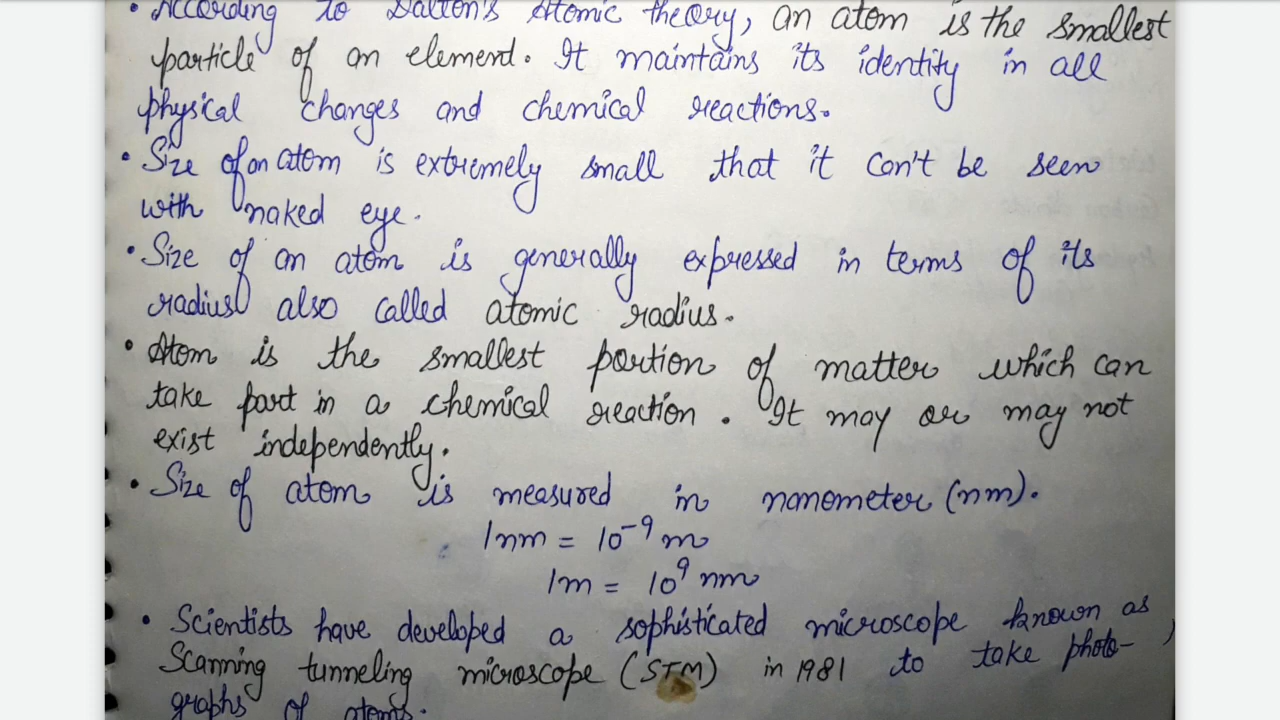 • According to Dalton's Atomic theory, an atom is the smallest
particle of an element. It maintains its identity in all
physical changes and chemical reactions.
• Size of an atom is extremely small that it can't be seen
with naked eye.
• Size of an atom is generally expressed in terms of its
radius also called atomic radius.
• Atom is the smallest portion of matter which can
take part in a chemical reaction. It may or may not
exist independently.
• Size of atom is measured in nanometer (nm).
1nm = 10⁻⁹ m
1m = 10⁹ nm
• Scientists have developed a sophisticated microscope known as
Scanning tunneling microscope (STM) in 1981 to take photo-
graphs of atoms.